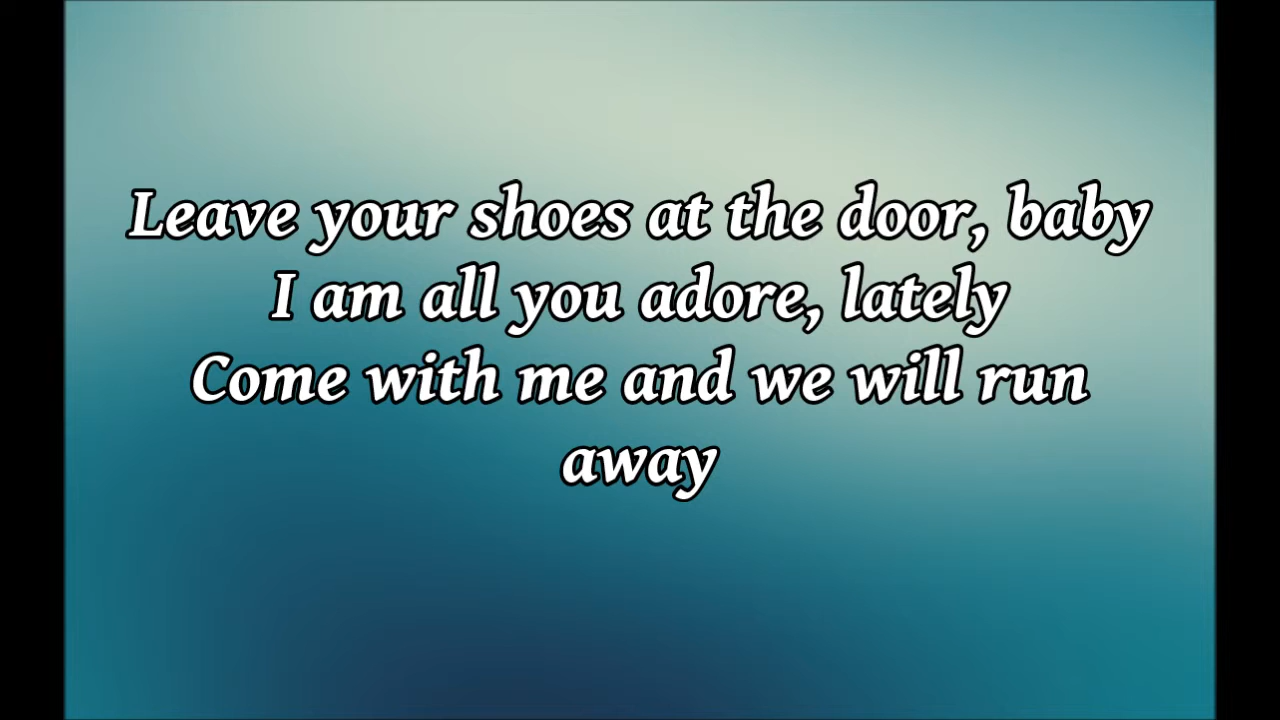 Leave your shoes at the door, baby
I am all you adore, lately
Come with me and we will run
away